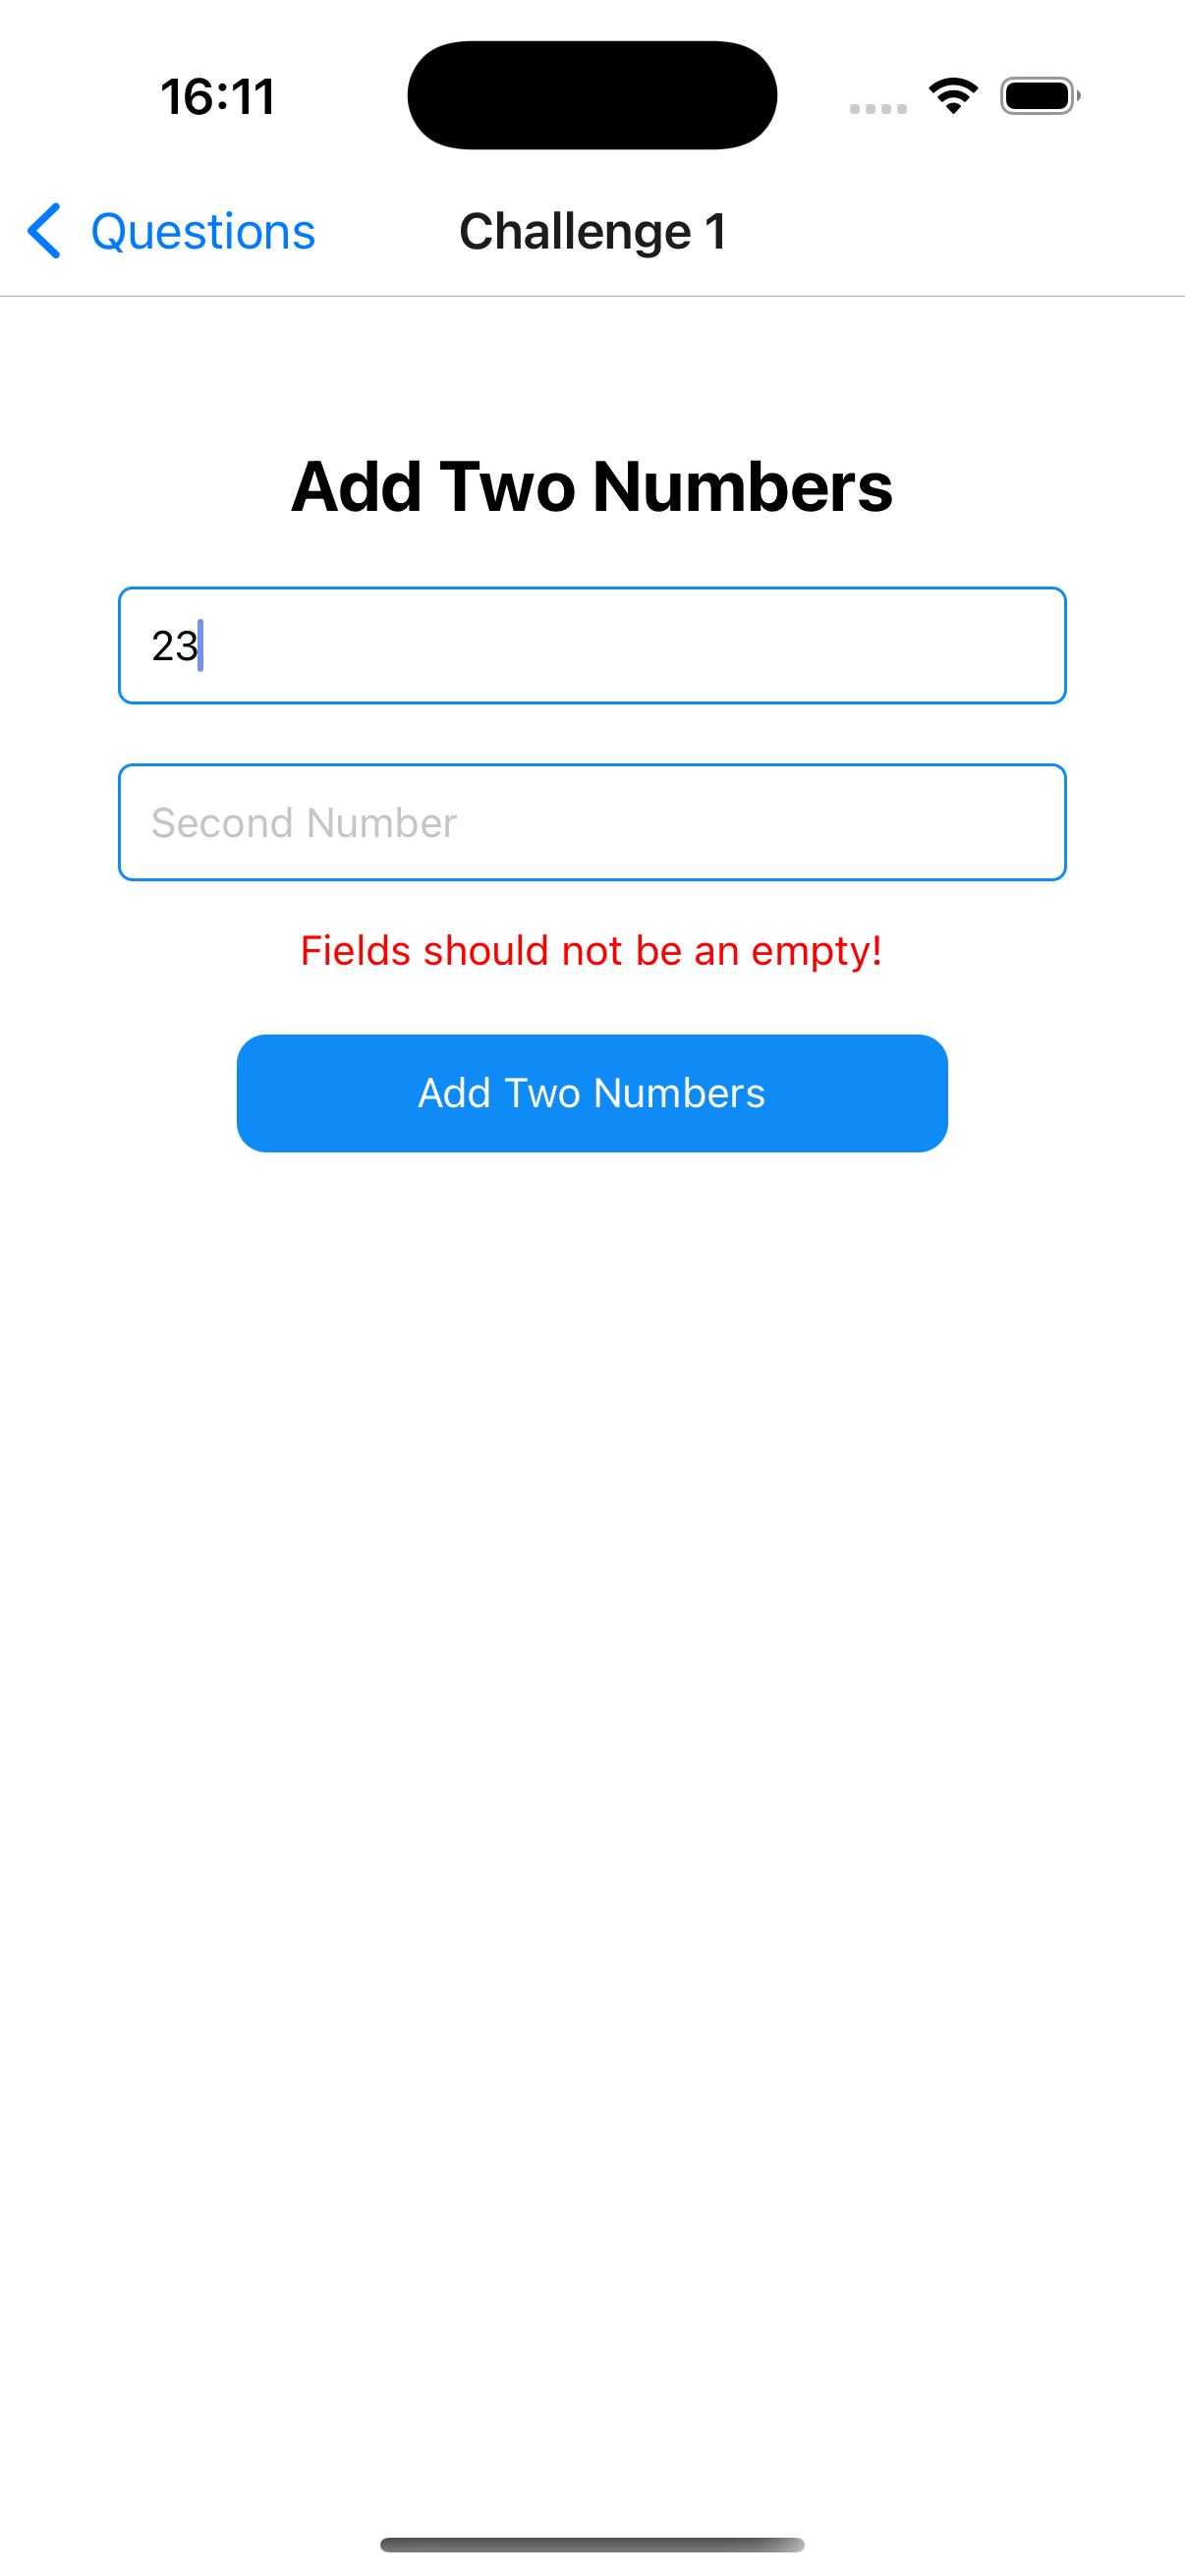 16:11
Questions
Challenge 1
Add Two Numbers
23
Second Number
Fields should not be an empty!
Add Two Numbers